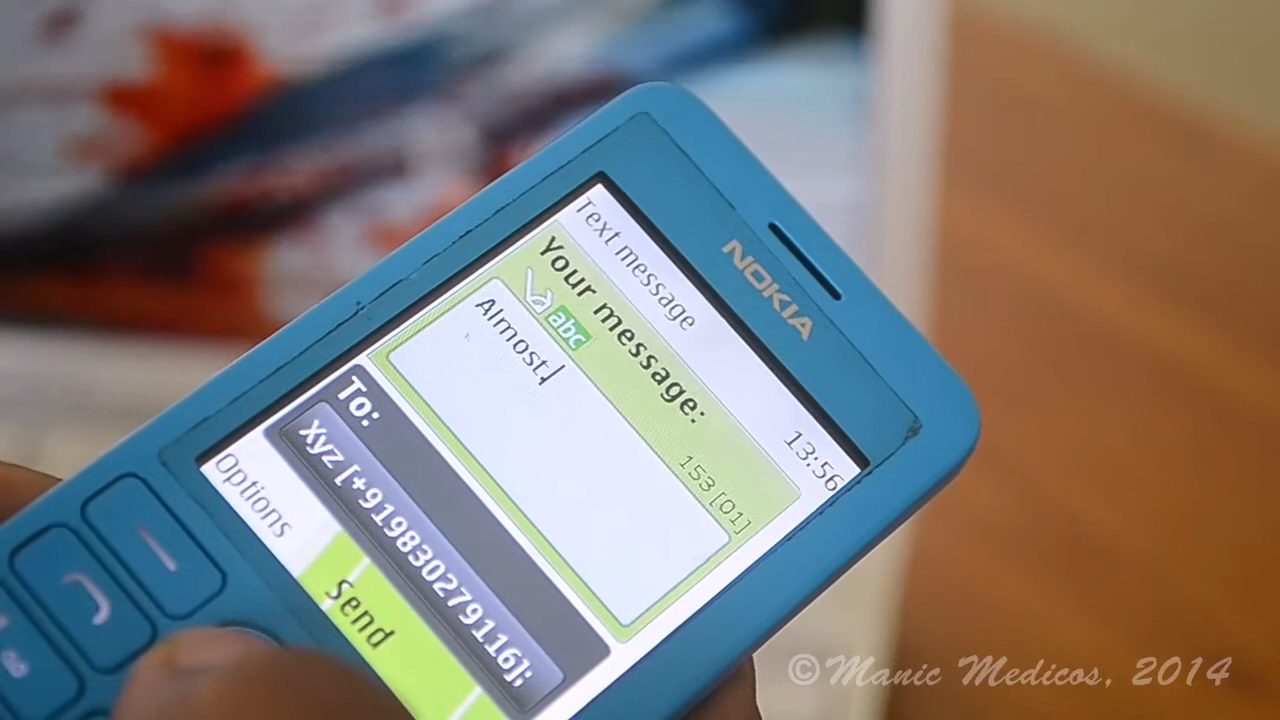 NOKIA
Text message
13:56
Your message:
abc
153 [01]
Almost.
To:
Xyz [+919830279116];
Options
Send
©Manic Medicos, 2014